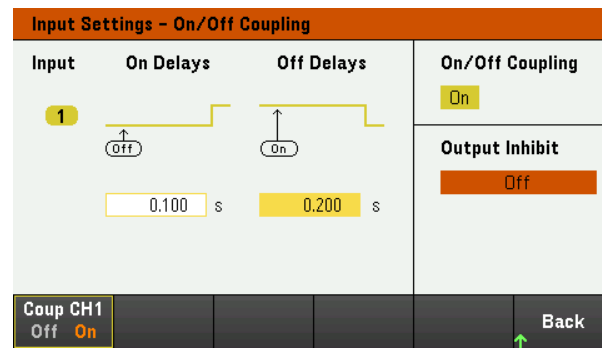 Input Settings - On/Off Coupling
Input On Delays Off Delays
1
Off On
0.100 s 0.200 s
On/Off Coupling
On
Output Inhibit
Off
Coup CH1
Off On
Back